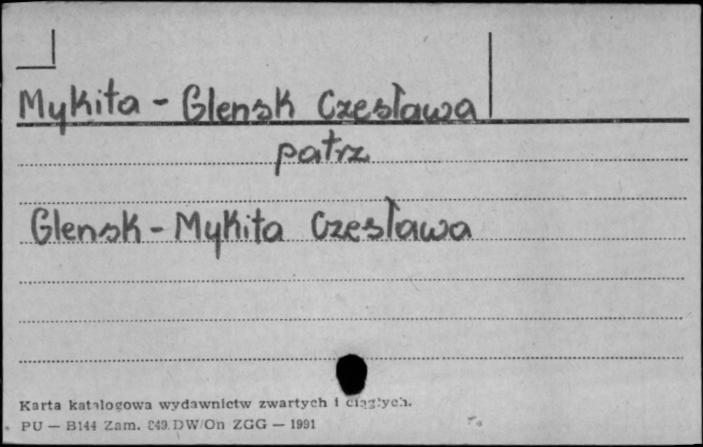 Mykita - Glensk Czesława
patrz
Glensk - Mykita Czesława
Karta katalogowa wydawnictw zwartych i ciągłych.
PU — B144 Zam. 849.DW/On ZGG — 1991